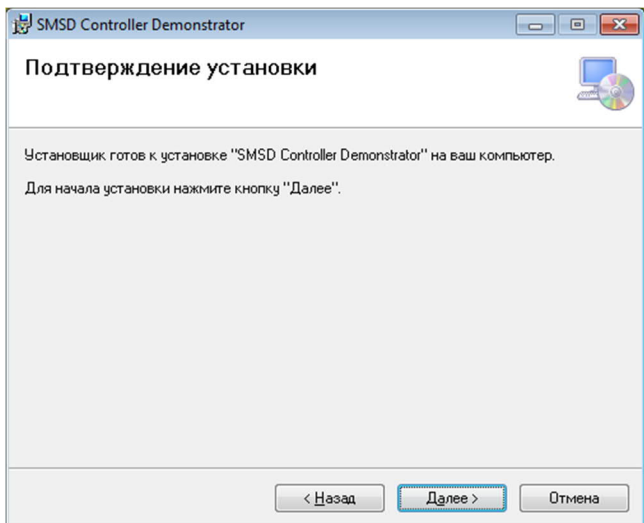 SMSD Controller Demonstrator
Подтверждение установки
Установщик готов к установке "SMSD Controller Demonstrator" на ваш компьютер.
Для начала установки нажмите кнопку "Далее".
< Назад
Далее >
Отмена